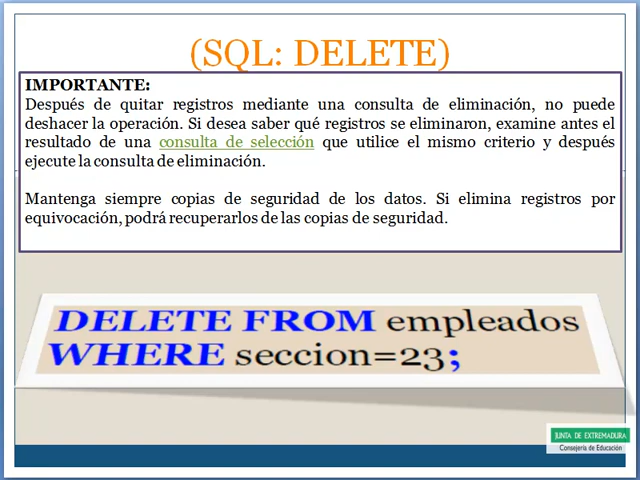 (SQL: DELETE)
IMPORTANTE:
Después de quitar registros mediante una consulta de eliminación, no puede
deshacer la operación. Si desea saber qué registros se eliminaron, examine antes el
resultado de una consulta de selección que utilice el mismo criterio y después
ejecute la consulta de eliminación.
Mantenga siempre copias de seguridad de los datos. Si elimina registros por
equivocación, podrá recuperarlos de las copias de seguridad.
DELETE FROM empleados
WHERE seccion=23;
JUNTA DE EXTREMADURA
Consejería de Educación